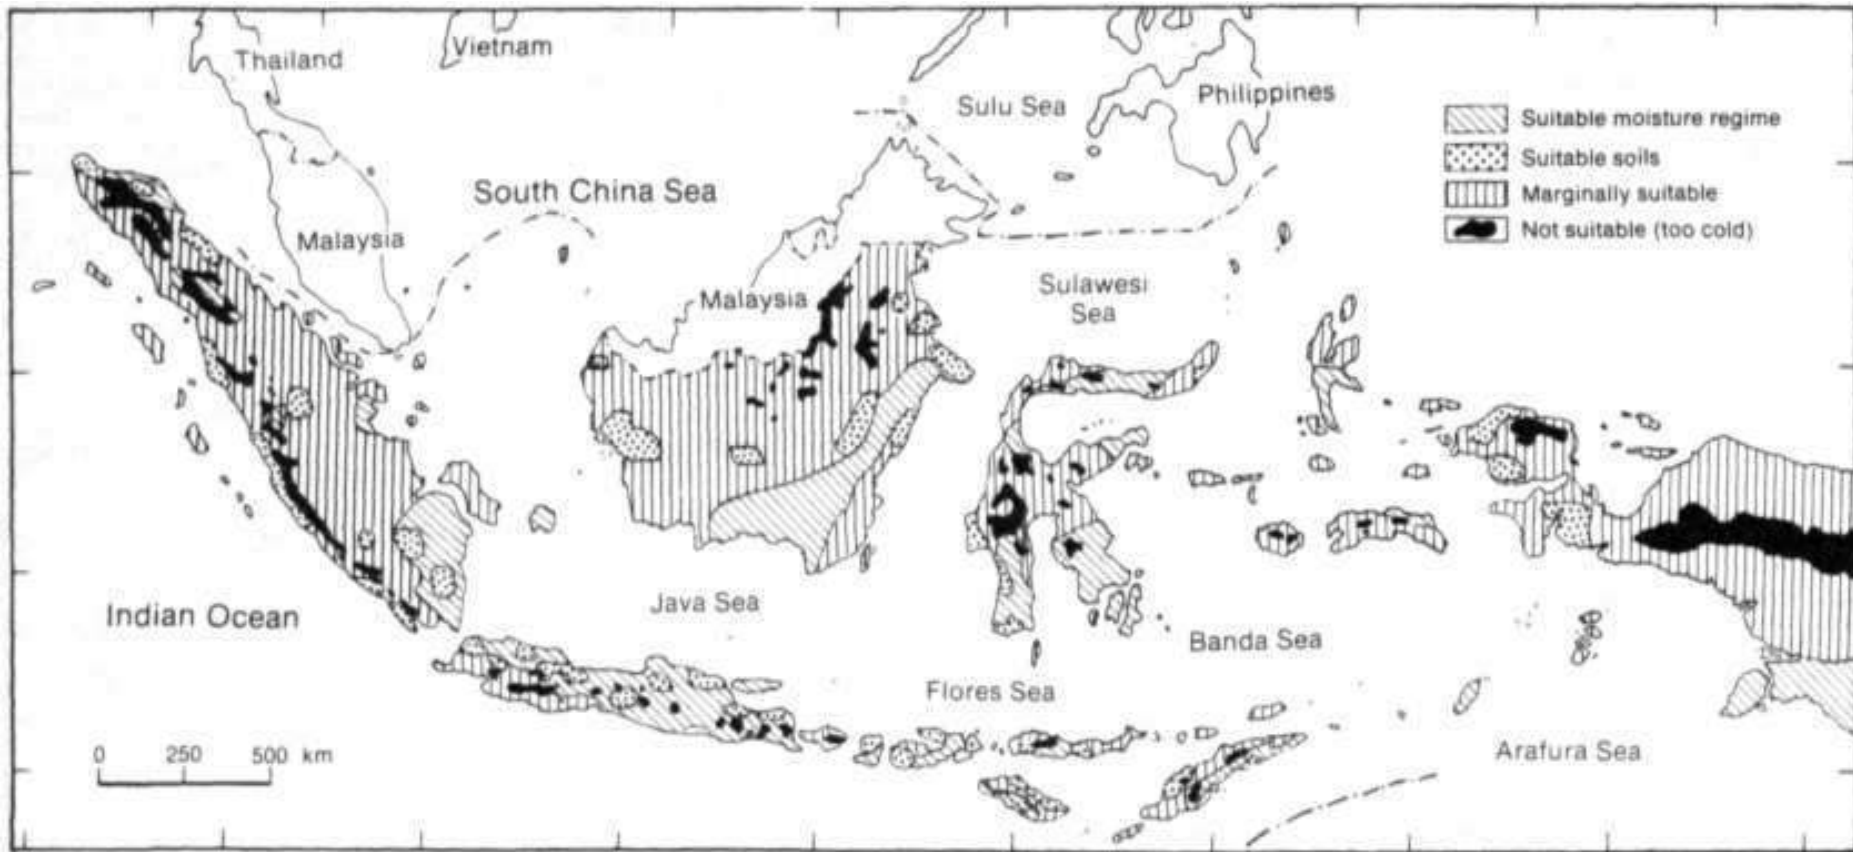 Thailand
Vietnam
Sulu Sea
Philippines
Suitable moisture regime
Suitable soils
Marginally suitable
Not suitable (too cold)
South China Sea
Malaysia
Malaysia
Sulawesi
Sea
Indian Ocean
Java Sea
Banda Sea
Flores Sea
Arafura Sea
0 250 500 km